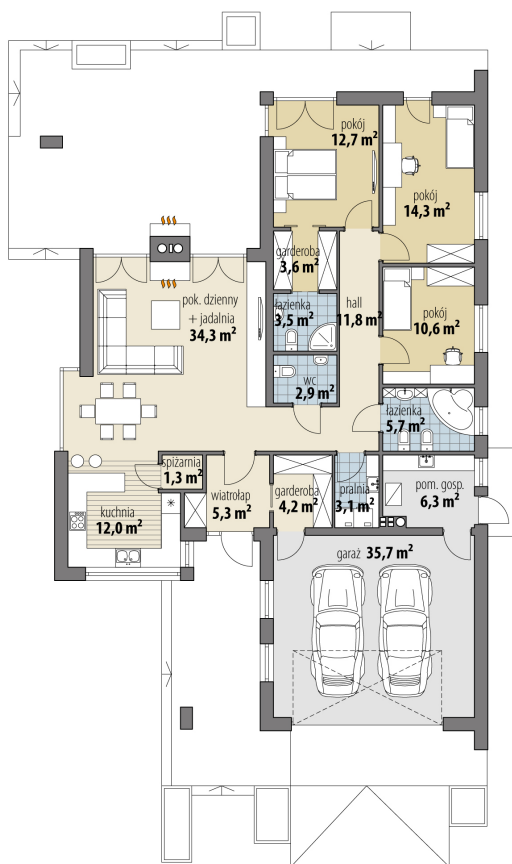 pokój
12,7 m²
pokój
14,3 m²
garderoba
3,6 m²
pok. dzienny
+ jadalnia
34,3 m²
łazienka
3,5 m²
hall
11,8 m²
pokój
10,6 m²
wc
2,9 m²
łazienka
5,7 m²
spiżarnia
1,3 m²
wiatrołap
5,3 m²
garderoba
4,2 m²
pralnia
3,1 m²
pom. gosp.
6,3 m²
kuchnia
12,0 m²
garaż 35,7 m²